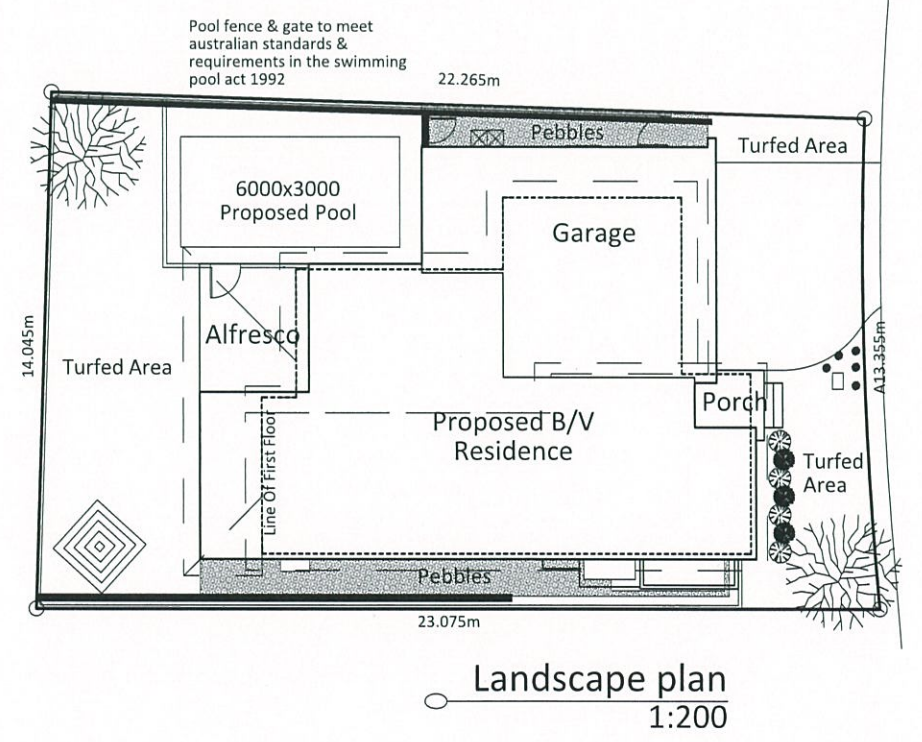 Pool fence & gate to meet
australian standards &
requirements in the swimming
pool act 1992
22.265m
Pebbles
Turfed Area
6000x3000
Proposed Pool
Garage
14.045m
Alfresco
Turfed Area
A13.355m
Porch
Proposed B/V
Residence
Line Of First Floor
Turfed
Area
Pebbles
23.075m
Landscape plan
1:200